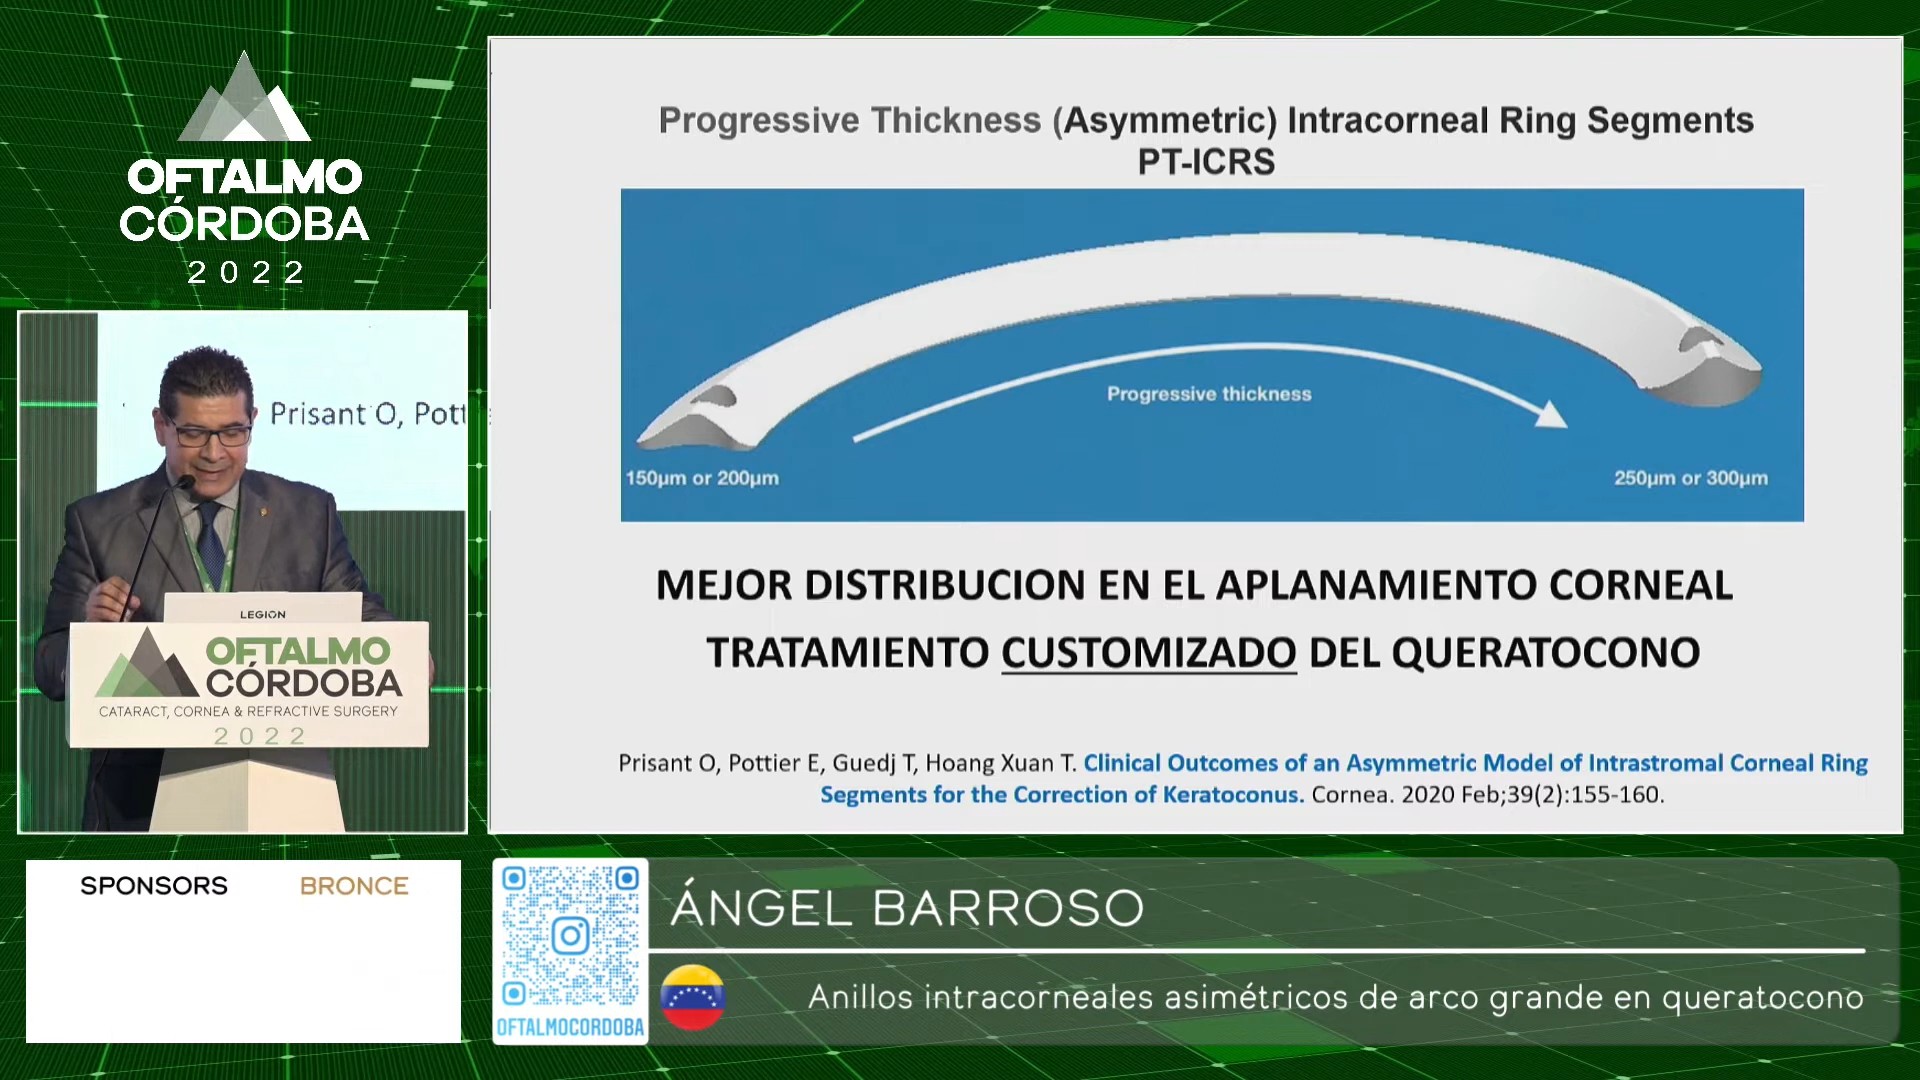 OFTALMO
CÓRDOBA
2022
Progressive Thickness (Asymmetric) Intracorneal Ring Segments
PT-ICRS
Progressive thickness
150µm or 200µm
250µm or 300µm
MEJOR DISTRIBUCION EN EL APLANAMIENTO CORNEAL
TRATAMIENTO CUSTOMIZADO DEL QUERATOCONO
Prisant O, Pottier E, Guedj T, Hoang Xuan T. Clinical Outcomes of an Asymmetric Model of Intrastromal Corneal Ring
Segments for the Correction of Keratoconus. Cornea. 2020 Feb;39(2):155-160.
Prisant O, Pott
LEGION
OFTALMO
CÓRDOBA
CATARACT, CORNEA & REFRACTIVE SURGERY
2022
SPONSORS BRONCE
OFTALMOCORDOBA
ÁNGEL BARROSO
Anillos intracorneales asimétricos de arco grande en queratocono